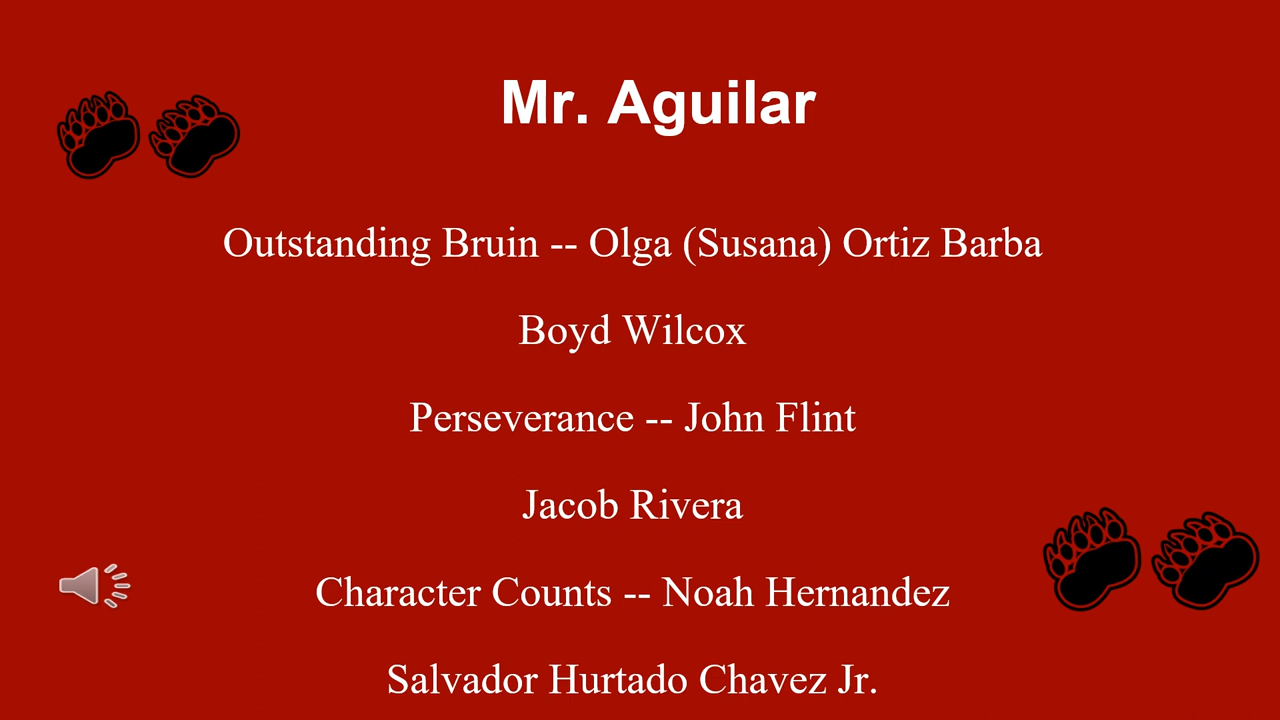 Mr. Aguilar
Outstanding Bruin -- Olga (Susana) Ortiz Barba
Boyd Wilcox
Perseverance -- John Flint
Jacob Rivera
Character Counts -- Noah Hernandez
Salvador Hurtado Chavez Jr.